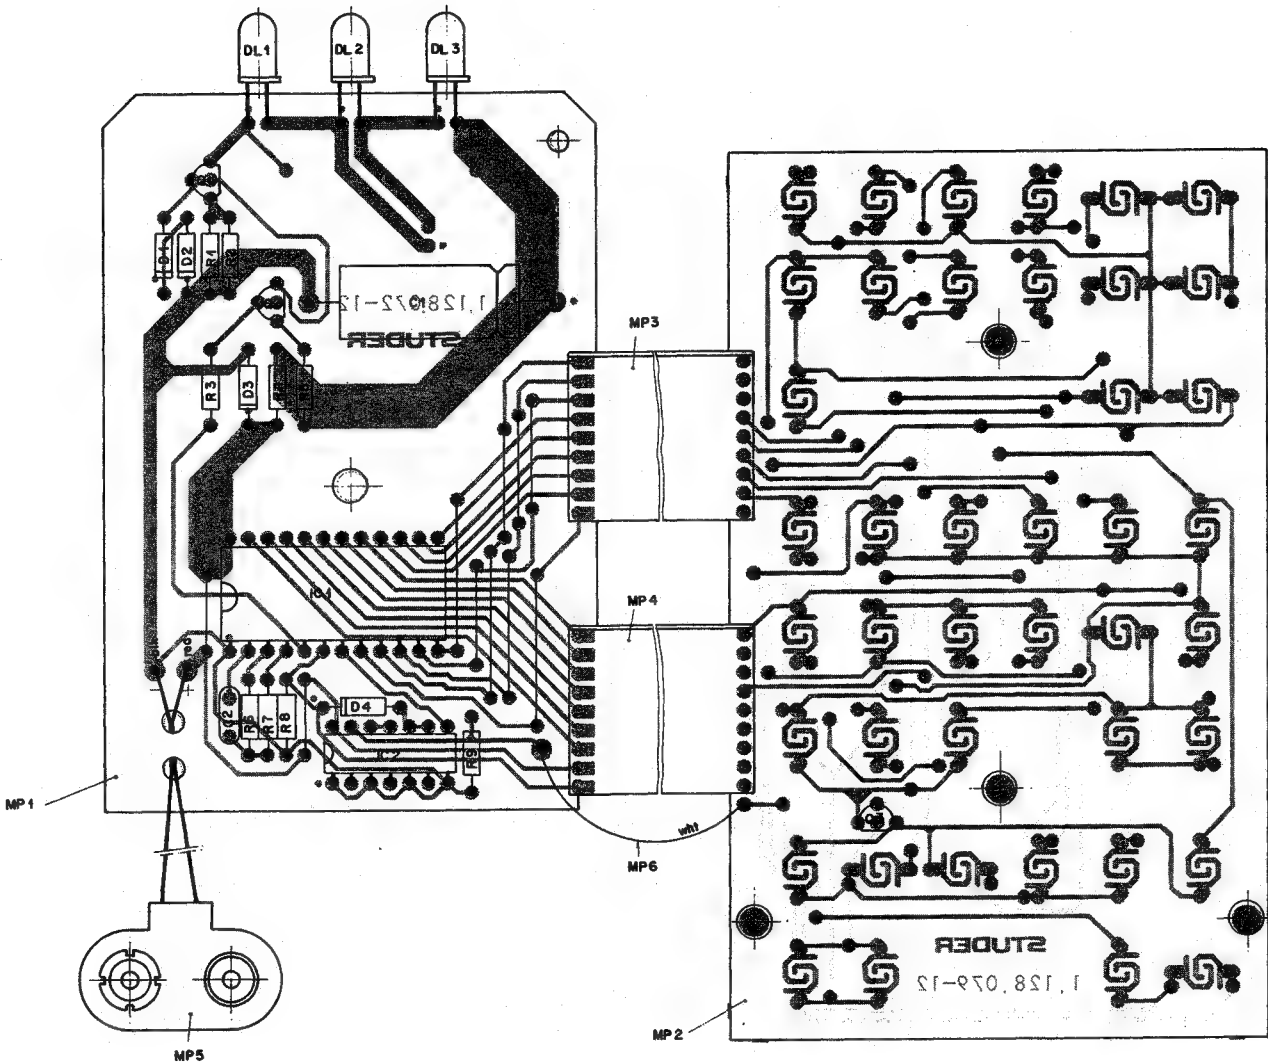 DL1
DL2
DL3
D1
D2
R1
1.128.072-12
STUDER
MP3
R3
D3
IC1
MP4
red
R6
R7
R8
D4
IC2
R9
MP1
wht
MP6
STUDER
1.128.079-12
MP5
MP2